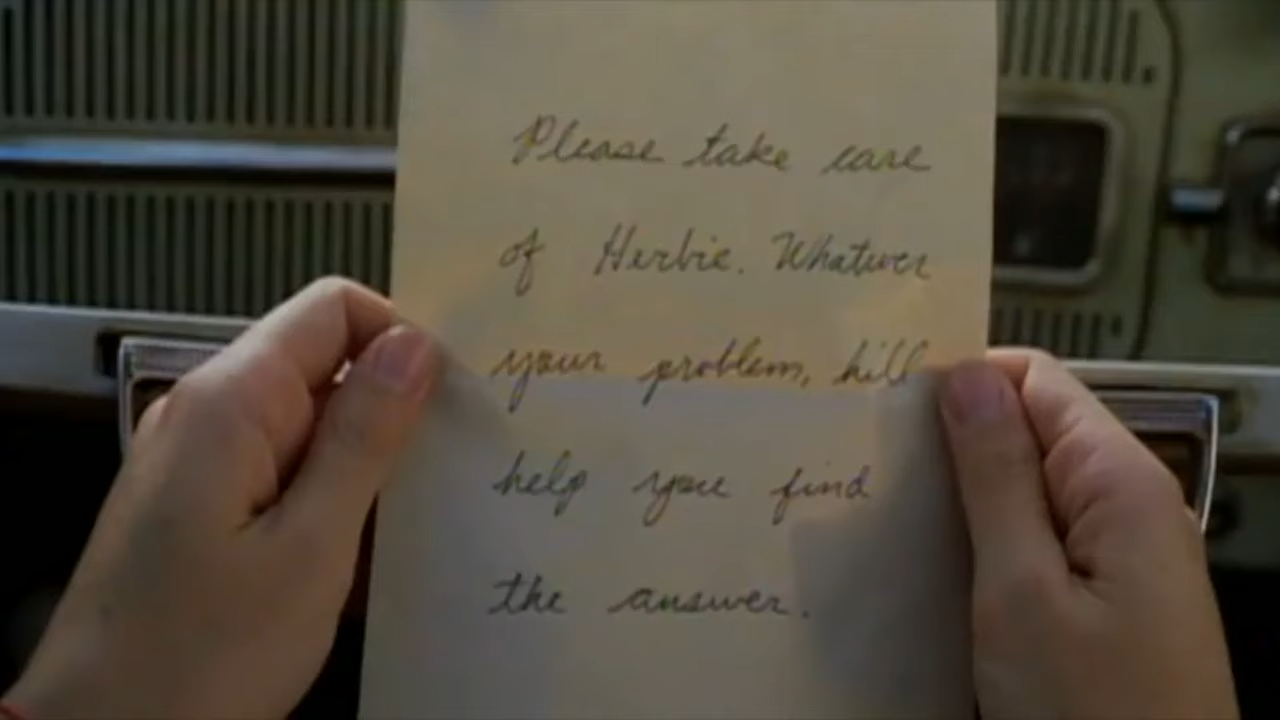 Please take care
of Herbie. Whatever
your problem, he'll
help you find
the answer.